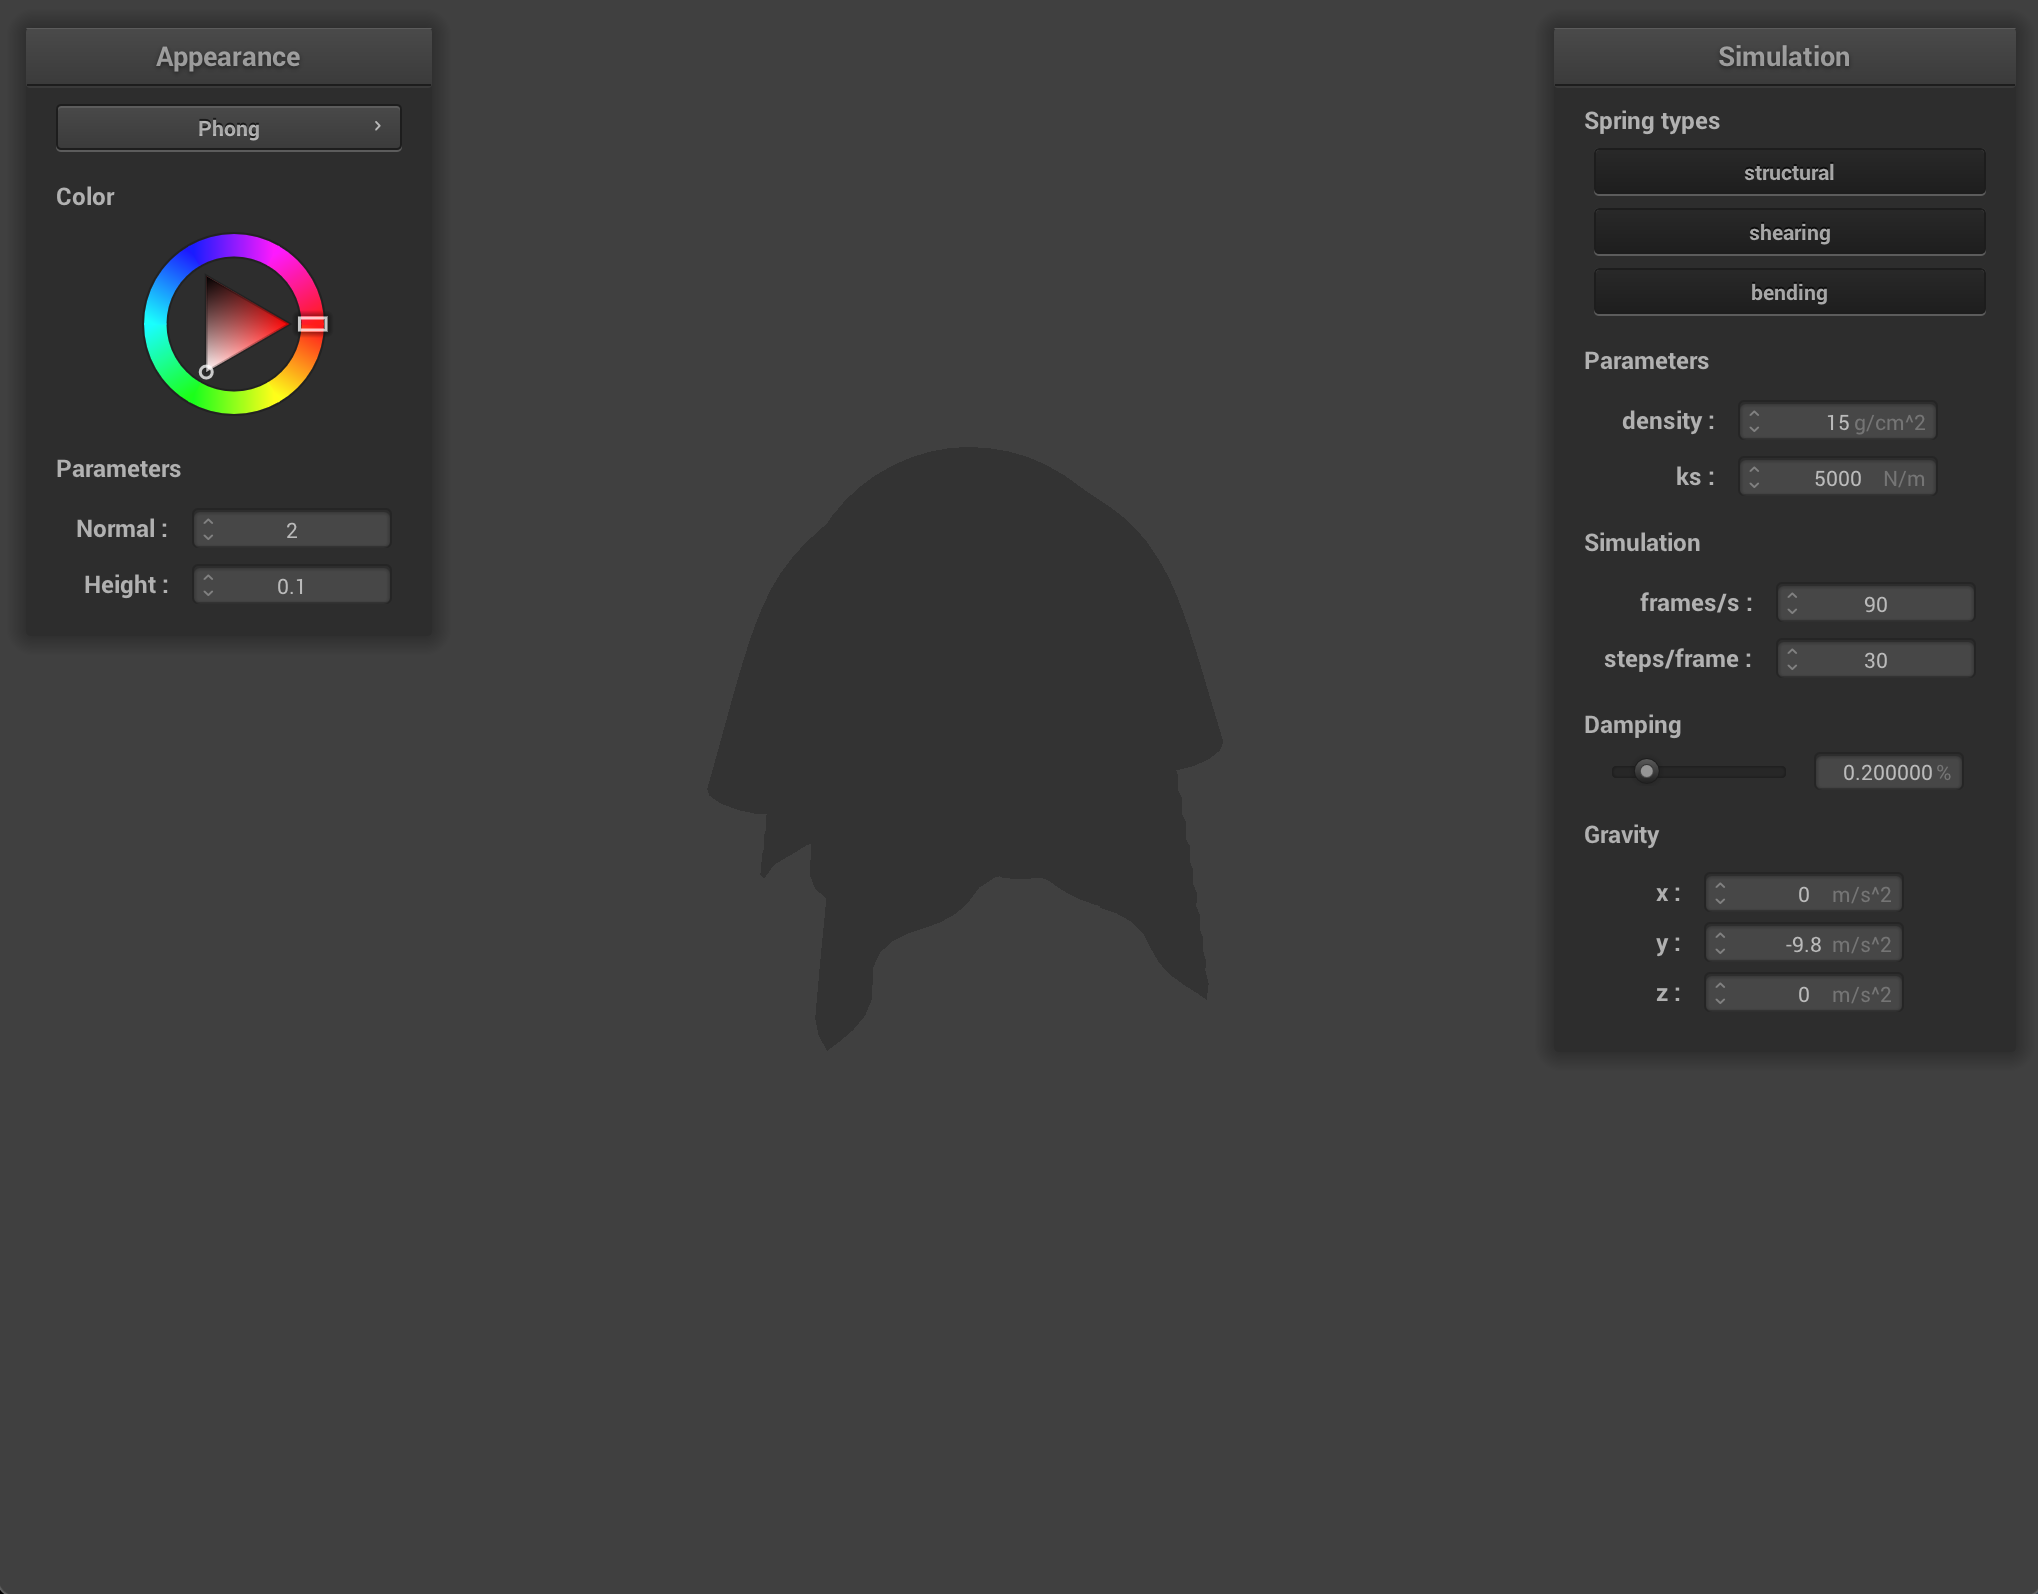 Appearance
Phong
Color
Parameters
Normal : 2
Height : 0.1
Simulation
Spring types
structural
shearing
bending
Parameters
density : 15 g/cm^2
ks : 5000 N/m
Simulation
frames/s : 90
steps/frame : 30
Damping
0.200000 %
Gravity
x : 0 m/s^2
y : -9.8 m/s^2
z : 0 m/s^2